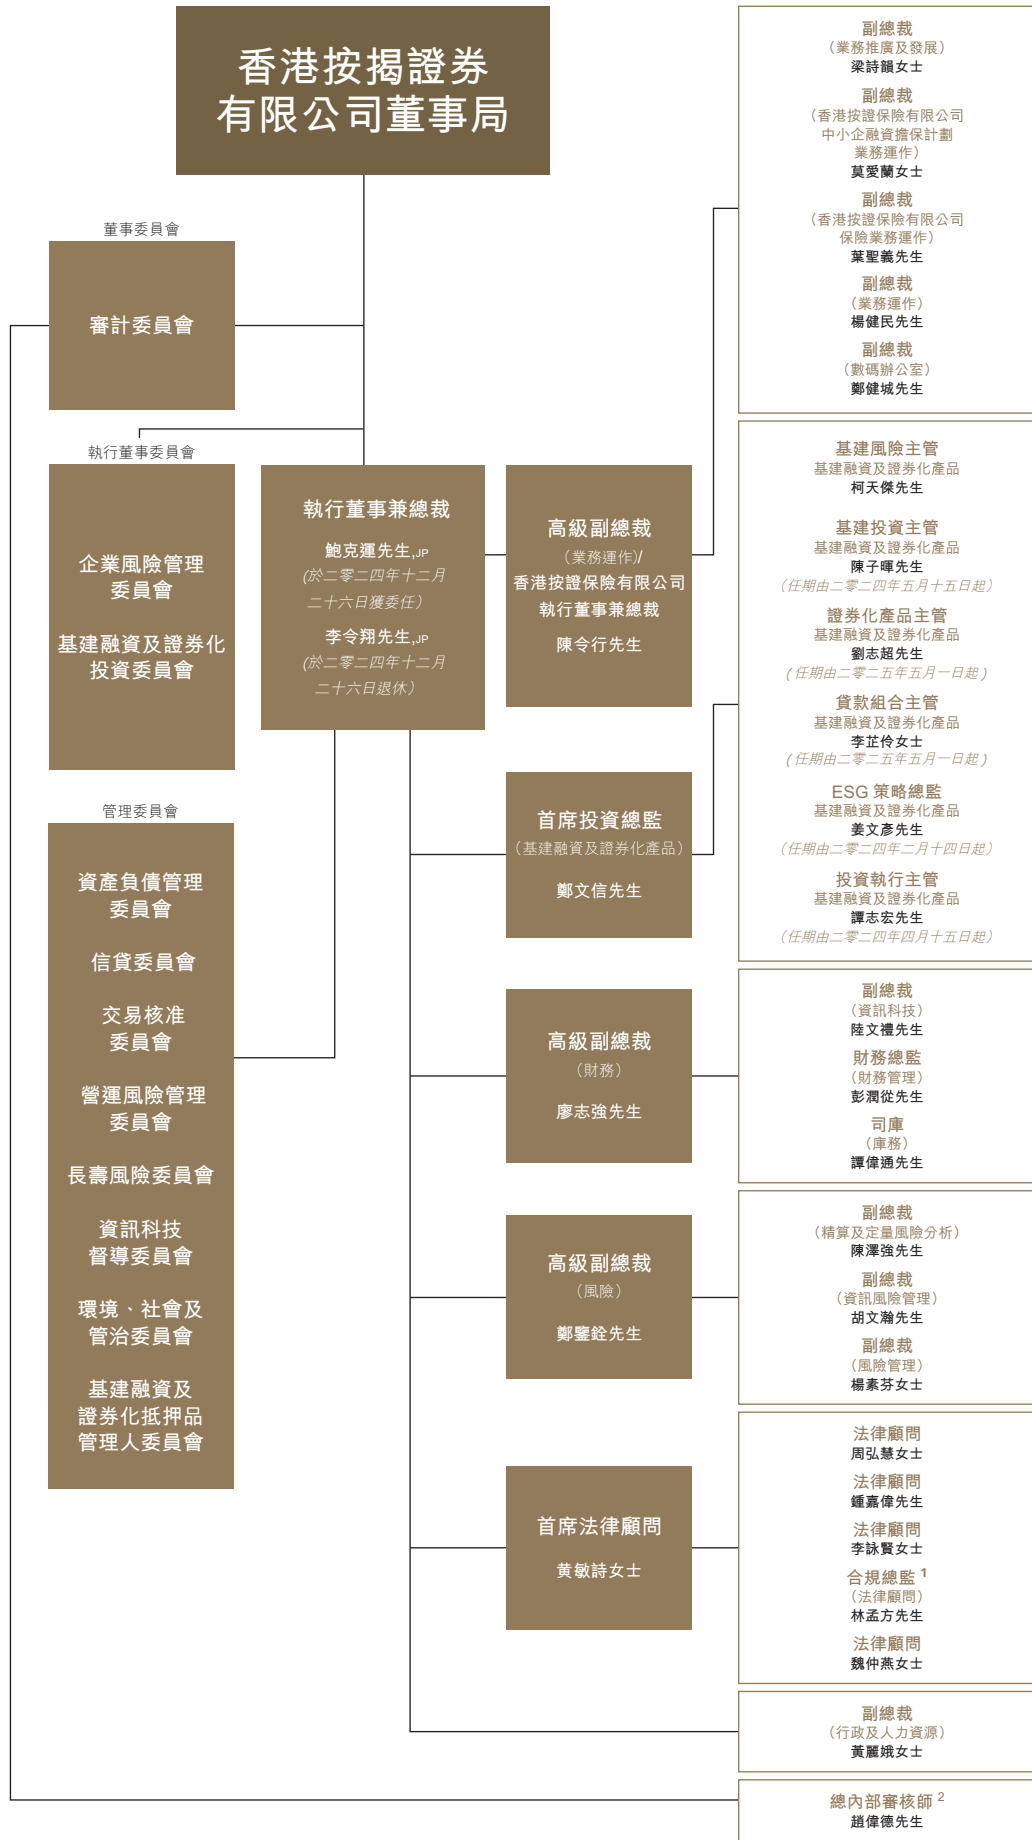 香港按揭證券
有限公司董事局
董事委員會
審計委員會
執行董事委員會
企業風險管理
委員會
基建融資及證券化
投資委員會
管理委員會
資產負債管理
委員會
信貸委員會
交易核准
委員會
營運風險管理
委員會
長壽風險委員會
資訊科技
督導委員會
環境、社會及
管治委員會
基建融資及
證券化抵押品
管理人委員會
執行董事兼總裁
鮑克運先生,JP
(於二零二四年十二月
二十六日獲委任)
李令翔先生,JP
(於二零二四年十二月
二十六日退休)
高級副總裁
(業務運作)/
香港按證保險有限公司
執行董事兼總裁
陳令行先生
首席投資總監
(基建融資及證券化產品)
鄭文信先生
高級副總裁
(財務)
廖志強先生
高級副總裁
(風險)
鄭鑒銓先生
首席法律顧問
黄敏詩女士
副總裁
(業務推廣及發展)
梁詩韻女士
副總裁
(香港按證保險有限公司
中小企融資擔保計劃
業務運作)
莫愛蘭女士
副總裁
(香港按證保險有限公司
保險業務運作)
葉聖義先生
副總裁
(業務運作)
楊健民先生
副總裁
(數碼辦公室)
鄭健城先生
基建風險主管
基建融資及證券化產品
柯天傑先生
基建投資主管
基建融資及證券化產品
陳子暉先生
(任期由二零二四年五月十五日起)
證券化產品主管
基建融資及證券化產品
劉志超先生
(任期由二零二五年五月一日起)
貸款組合主管
基建融資及證券化產品
李芷伶女士
(任期由二零二五年五月一日起)
ESG 策略總監
基建融資及證券化產品
姜文彥先生
(任期由二零二四年二月十四日起)
投資執行主管
基建融資及證券化產品
譚志宏先生
(任期由二零二四年四月十五日起)
副總裁
(資訊科技)
陸文禮先生
財務總監
(財務管理)
彭潤從先生
司庫
(庫務)
譚偉通先生
副總裁
(精算及定量風險分析)
陳澤強先生
副總裁
(資訊風險管理)
胡文瀚先生
副總裁
(風險管理)
楊素芬女士
法律顧問
周弘慧女士
法律顧問
鍾嘉偉先生
法律顧問
李詠賢女士
合規總監 1
(法律顧問)
林孟方先生
法律顧問
魏仲燕女士
副總裁
(行政及人力資源)
黃麗娥女士
總內部審核師 2
趙偉德先生